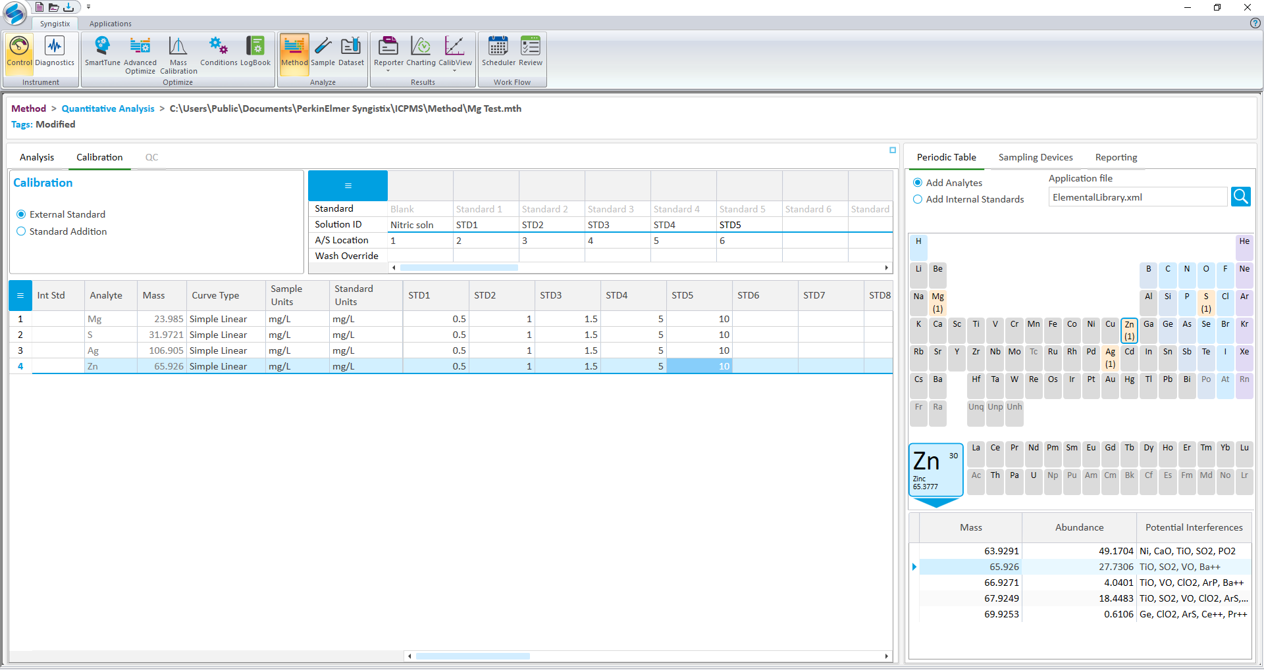 Syngistix Applications
Control Diagnostics SmartTune Advanced Optimize Mass Calibration Conditions LogBook Method Sample Dataset Reporter Charting CalibView Scheduler Review
Instrument Optimize Analyze Results Work Flow
Method > Quantitative Analysis > C:\Users\Public\Documents\PerkinElmer Syngistix\ICPMS\Method\Mg Test.mth
Tags: Modified
Analysis Calibration QC
Calibration
External Standard
Standard Addition
Standard Blank Standard 1 Standard 2 Standard 3 Standard 4 Standard 5 Standard 6 Standard
Solution ID Nitric soln STD1 STD2 STD3 STD4 STD5
A/S Location 1 2 3 4 5 6
Wash Override
Int Std Analyte Mass Curve Type Sample Units Standard Units STD1 STD2 STD3 STD4 STD5 STD6 STD7 STD8
1 Mg 23.985 Simple Linear mg/L mg/L 0.5 1 1.5 5 10
2 S 31.9721 Simple Linear mg/L mg/L 0.5 1 1.5 5 10
3 Ag 106.905 Simple Linear mg/L mg/L 0.5 1 1.5 5 10
4 Zn 65.926 Simple Linear mg/L mg/L 0.5 1 1.5 5 10
Periodic Table Sampling Devices Reporting
Add Analytes
Add Internal Standards
Application file
ElementalLibrary.xml
H He
Li Be B C N O F Ne
Na Mg (1) Al Si P S (1) Cl Ar
K Ca Sc Ti V Cr Mn Fe Co Ni Cu Zn (1) Ga Ge As Se Br Kr
Rb Sr Y Zr Nb Mo Tc Ru Rh Pd Ag (1) Cd In Sn Sb Te I Xe
Cs Ba Hf Ta W Re Os Ir Pt Au Hg Tl Pb Bi Po At Rn
Fr Ra Unq Unp Unh
La Ce Pr Nd Pm Sm Eu Gd Tb Dy Ho Er Tm Yb Lu
Ac Th Pa U Np Pu Am Cm Bk Cf Es Fm Md No Lr
Zn 30
Zinc
65.3777
Mass Abundance Potential Interferences
63.9291 49.1704 Ni, CaO, TiO, SO2, PO2
65.926 27.7306 TiO, SO2, VO, Ba++
66.9271 4.0401 TiO, VO, ClO2, ArP, Ba++
67.9249 18.4483 TiO, SO2, VO, ClO2, ArS,...
69.9253 0.6106 Ge, ClO2, ArS, Ce++, Pr++